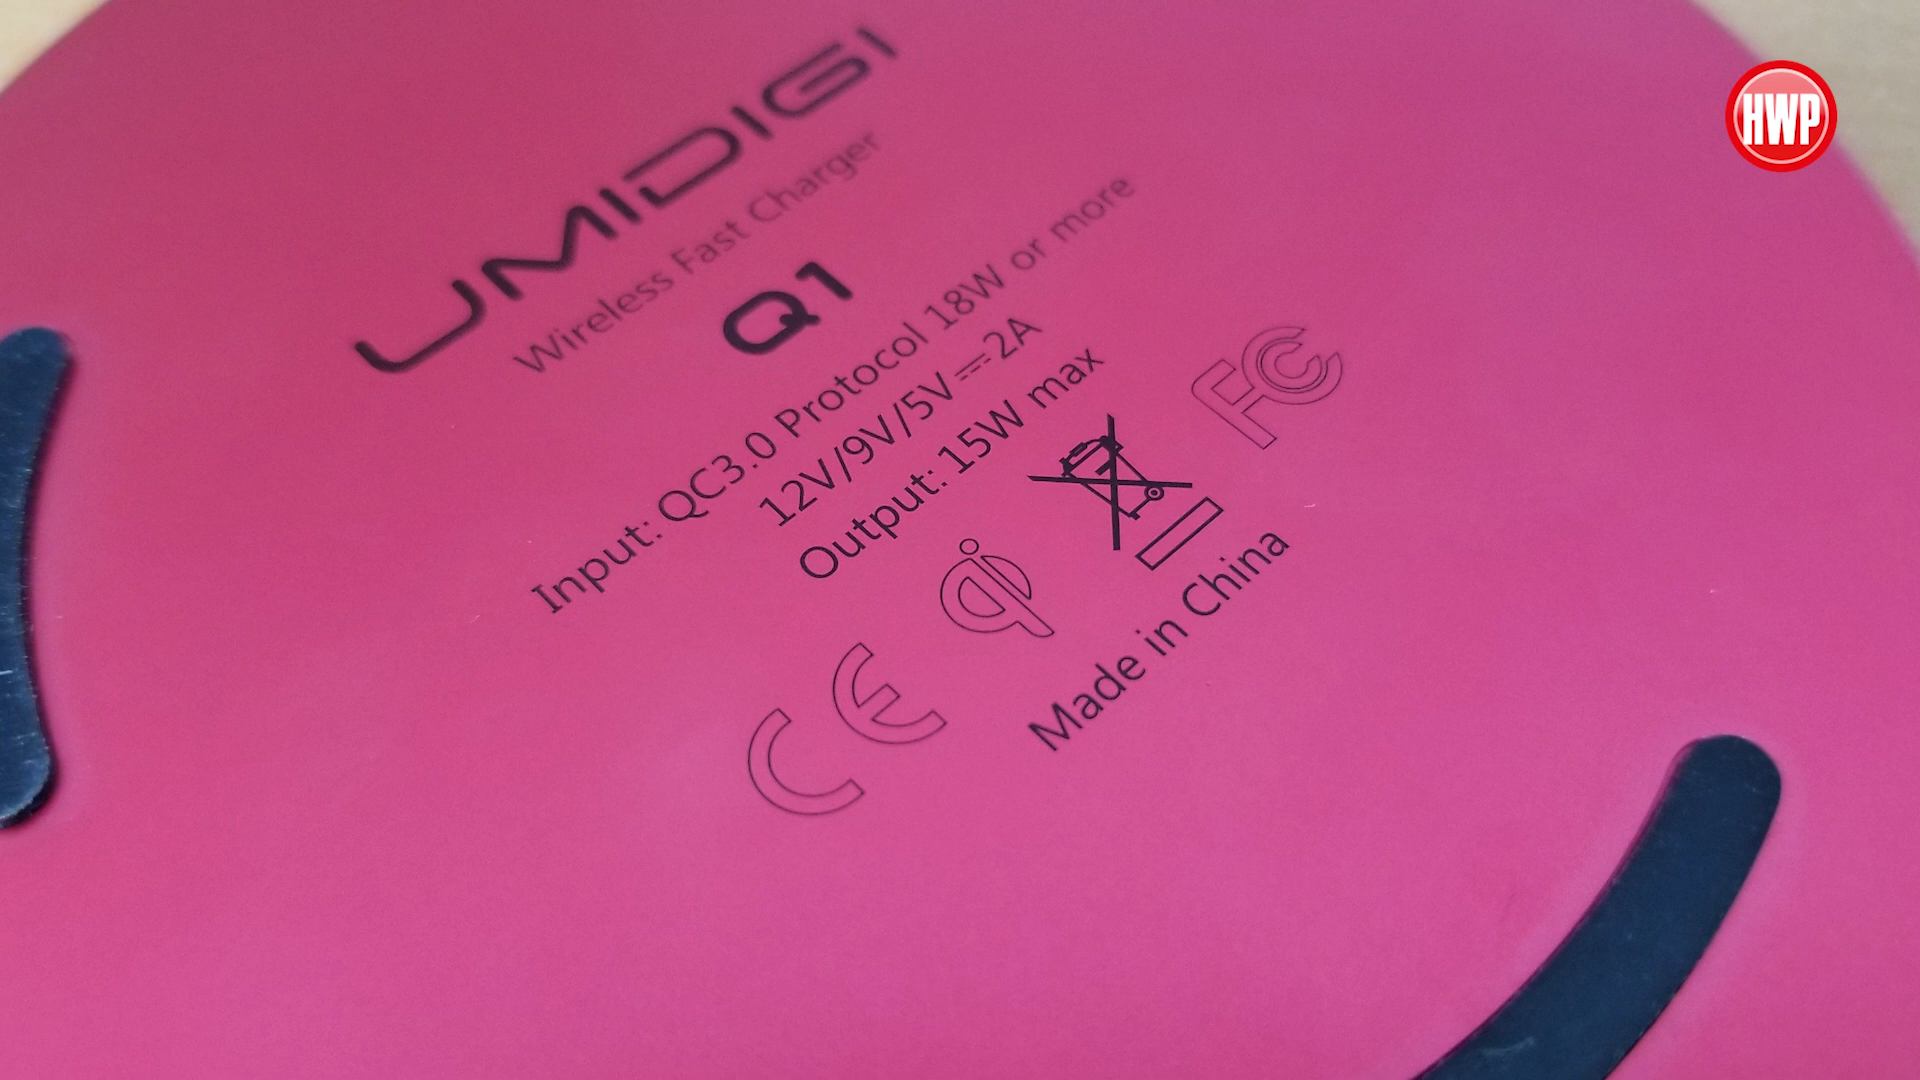 UMIDIGI
Wireless Fast Charger
Q1
Input: QC3.0 Protocol 18W or more
12V/9V/5V⎓2A
Output: 15W max
CE qi FC
Made in China
HWP